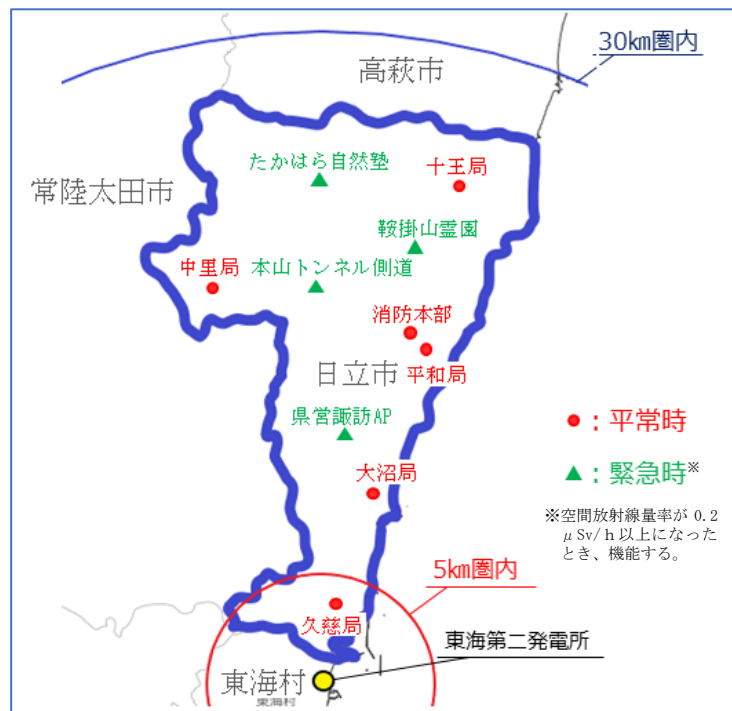 30km圏内
高萩市
たかはら自然塾
十王局
常陸太田市
鞍掛山霊園
中里局
本山トンネル側道
消防本部
日立市
平和局
県営諏訪AP
●：平常時
大沼局
▲：緊急時※
※空間放射線量率が 0.2
μSv/h以上になった
とき、機能する。
5km圏内
久慈局
東海第二発電所
東海村
東海村